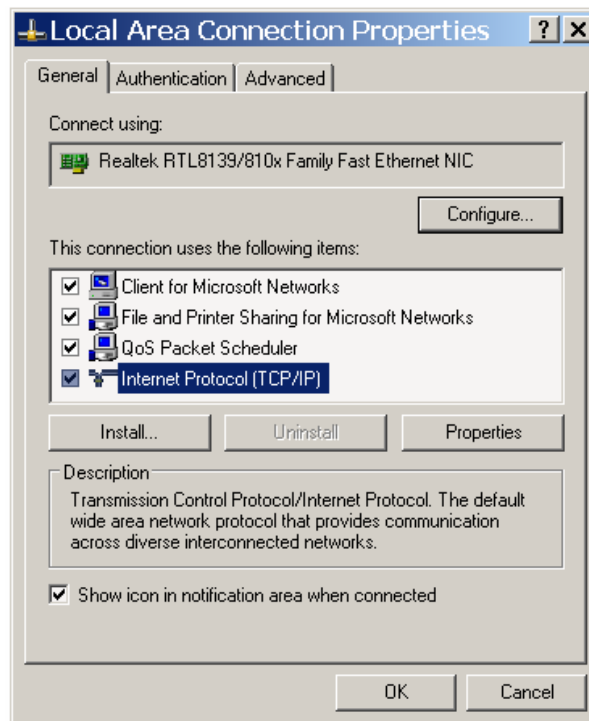 Local Area Connection Properties
General Authentication Advanced
Connect using:
Realtek RTL8139/810x Family Fast Ethernet NIC
Configure...
This connection uses the following items:
Client for Microsoft Networks
File and Printer Sharing for Microsoft Networks
QoS Packet Scheduler
Internet Protocol (TCP/IP)
Install... Uninstall Properties
Description
Transmission Control Protocol/Internet Protocol. The default
wide area network protocol that provides communication
across diverse interconnected networks.
Show icon in notification area when connected
OK Cancel